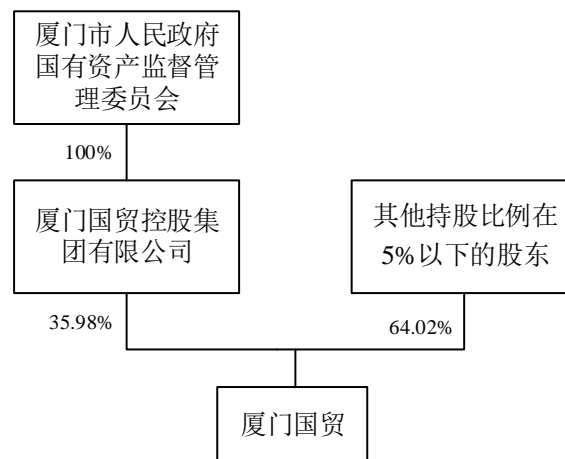 厦门市人民政府
国有资产监督管
理委员会
100%
厦门国贸控股集
团有限公司
其他持股比例在
5%以下的股东
35.98%
64.02%
厦门国贸